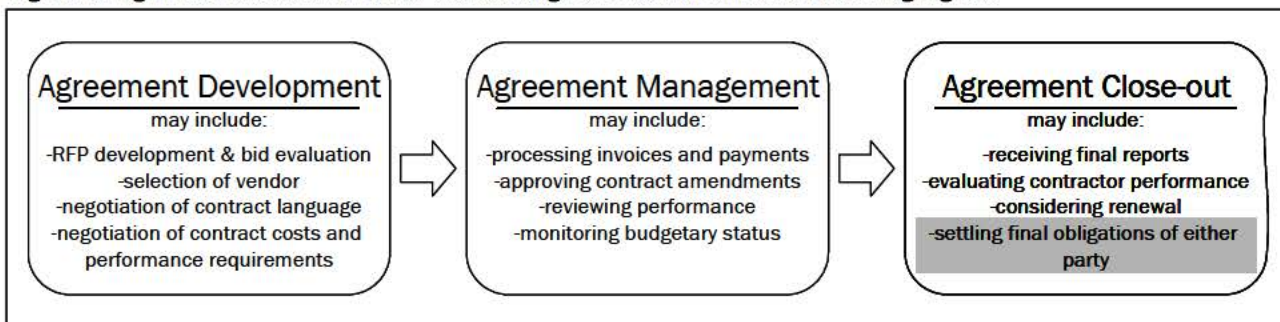 Agreement Development
may include:
-RFP development & bid evaluation
-selection of vendor
-negotiation of contract language
-negotiation of contract costs and
performance requirements
Agreement Management
may include:
-processing invoices and payments
-approving contract amendments
-reviewing performance
-monitoring budgetary status
Agreement Close-out
may include:
-receiving final reports
-evaluating contractor performance
-considering renewal
-settling final obligations of either
party